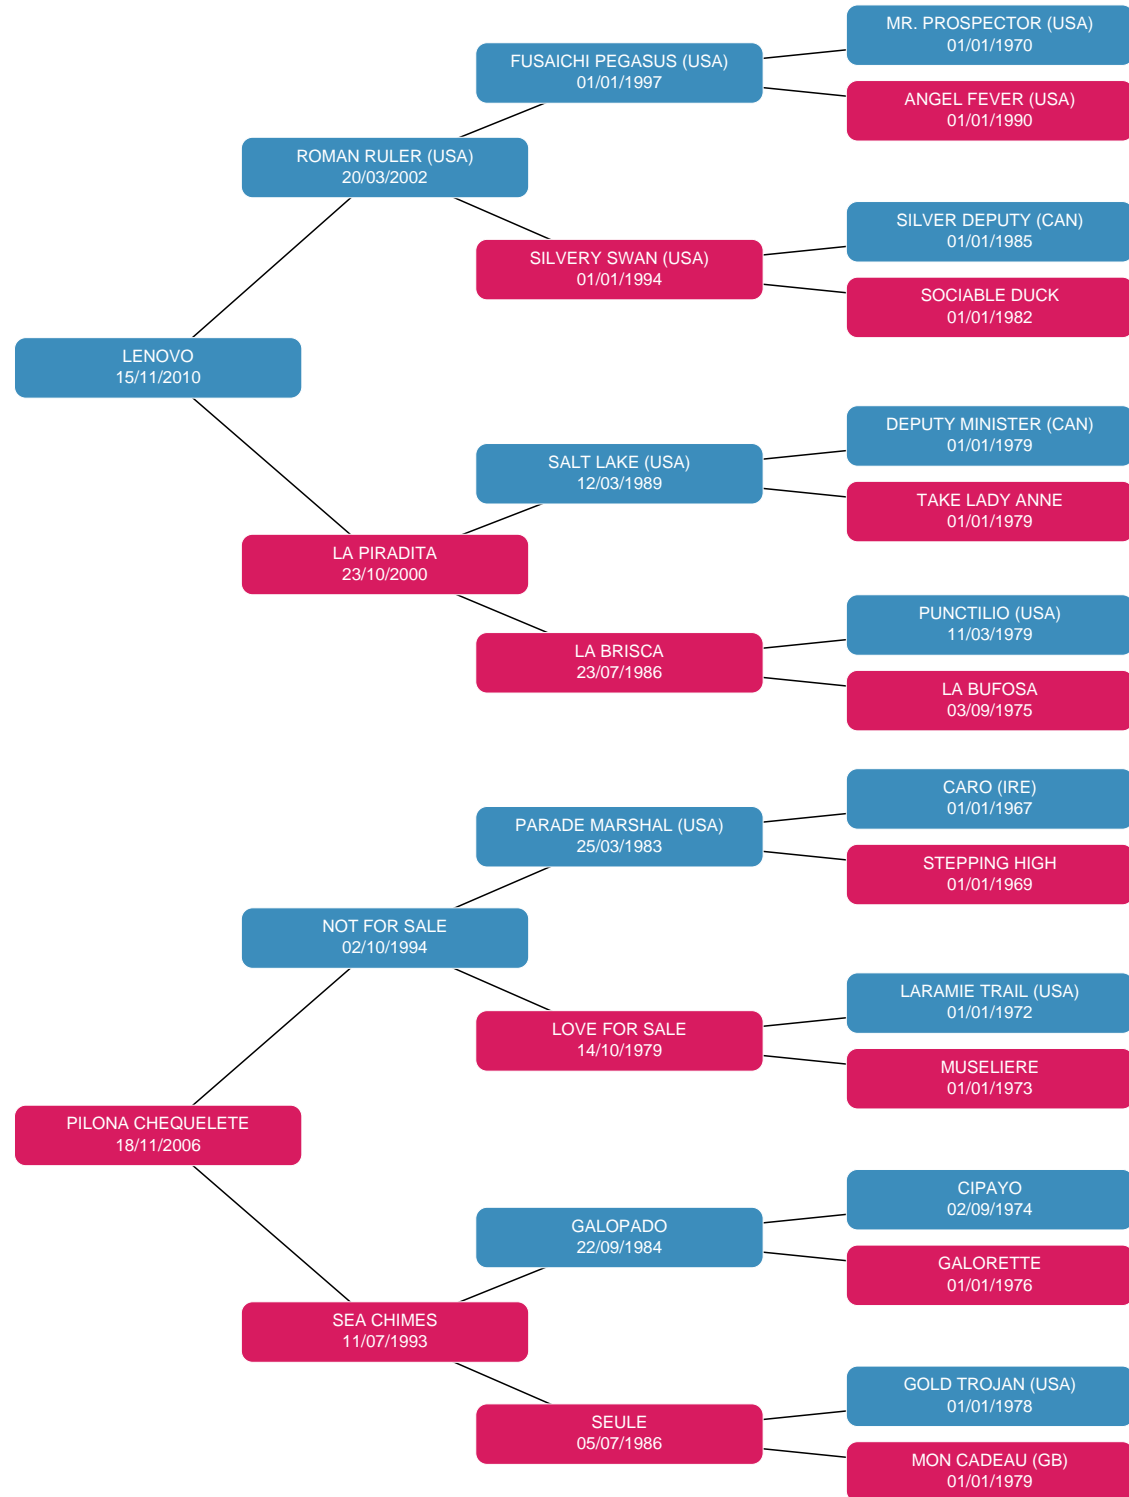 MR. PROSPECTOR (USA)
01/01/1970
FUSAICHI PEGASUS (USA)
01/01/1997
ANGEL FEVER (USA)
01/01/1990
ROMAN RULER (USA)
20/03/2002
SILVER DEPUTY (CAN)
01/01/1985
SILVERY SWAN (USA)
01/01/1994
SOCIABLE DUCK
01/01/1982
LENOVO
15/11/2010
DEPUTY MINISTER (CAN)
01/01/1979
SALT LAKE (USA)
12/03/1989
TAKE LADY ANNE
01/01/1979
LA PIRADITA
23/10/2000
PUNCTILIO (USA)
11/03/1979
LA BRISCA
23/07/1986
LA BUFOSA
03/09/1975
CARO (IRE)
01/01/1967
PARADE MARSHAL (USA)
25/03/1983
STEPPING HIGH
01/01/1969
NOT FOR SALE
02/10/1994
LARAMIE TRAIL (USA)
01/01/1972
LOVE FOR SALE
14/10/1979
MUSELIERE
01/01/1973
PILONA CHEQUELETE
18/11/2006
CIPAYO
02/09/1974
GALOPADO
22/09/1984
GALORETTE
01/01/1976
SEA CHIMES
11/07/1993
GOLD TROJAN (USA)
01/01/1978
SEULE
05/07/1986
MON CADEAU (GB)
01/01/1979